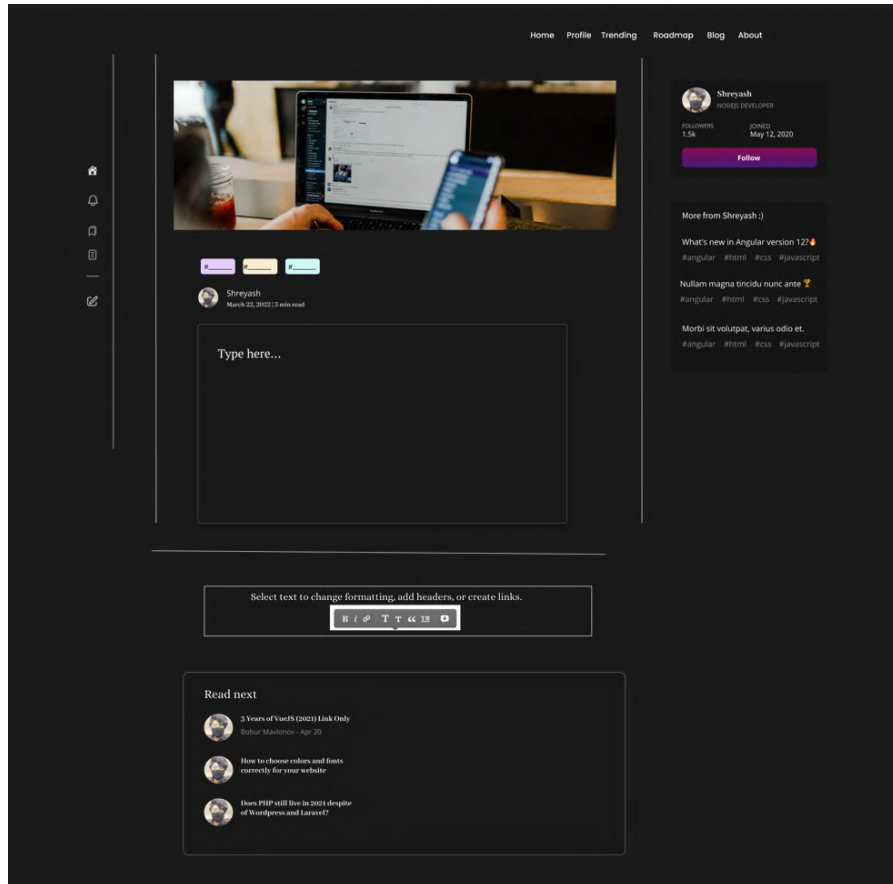 Home Profile Trending Roadmap Blog About
#______ #______ #______
Shreyash
March 22, 2022 | 5 min read
Type here...
Select text to change formatting, add headers, or create links.
B i T T
Read next
5 Years of VueJS (2021) Link Only
Bobur Mavlonov - Apr 20
How to choose colors and fonts
correctly for your website
Does PHP still live in 2021 despite
of Wordpress and Laravel?
Shreyash
NODEJS DEVELOPER
FOLLOWERS JOINED
1.5k May 12, 2020
Follow
More from Shreyash :)
What's new in Angular version 12?🔥
#angular #html #css #javascript
Nullam magna tincidu nunc ante 🏆
#angular #html #css #javascript
Morbi sit volutpat, varius odio et.
#angular #html #css #javascript